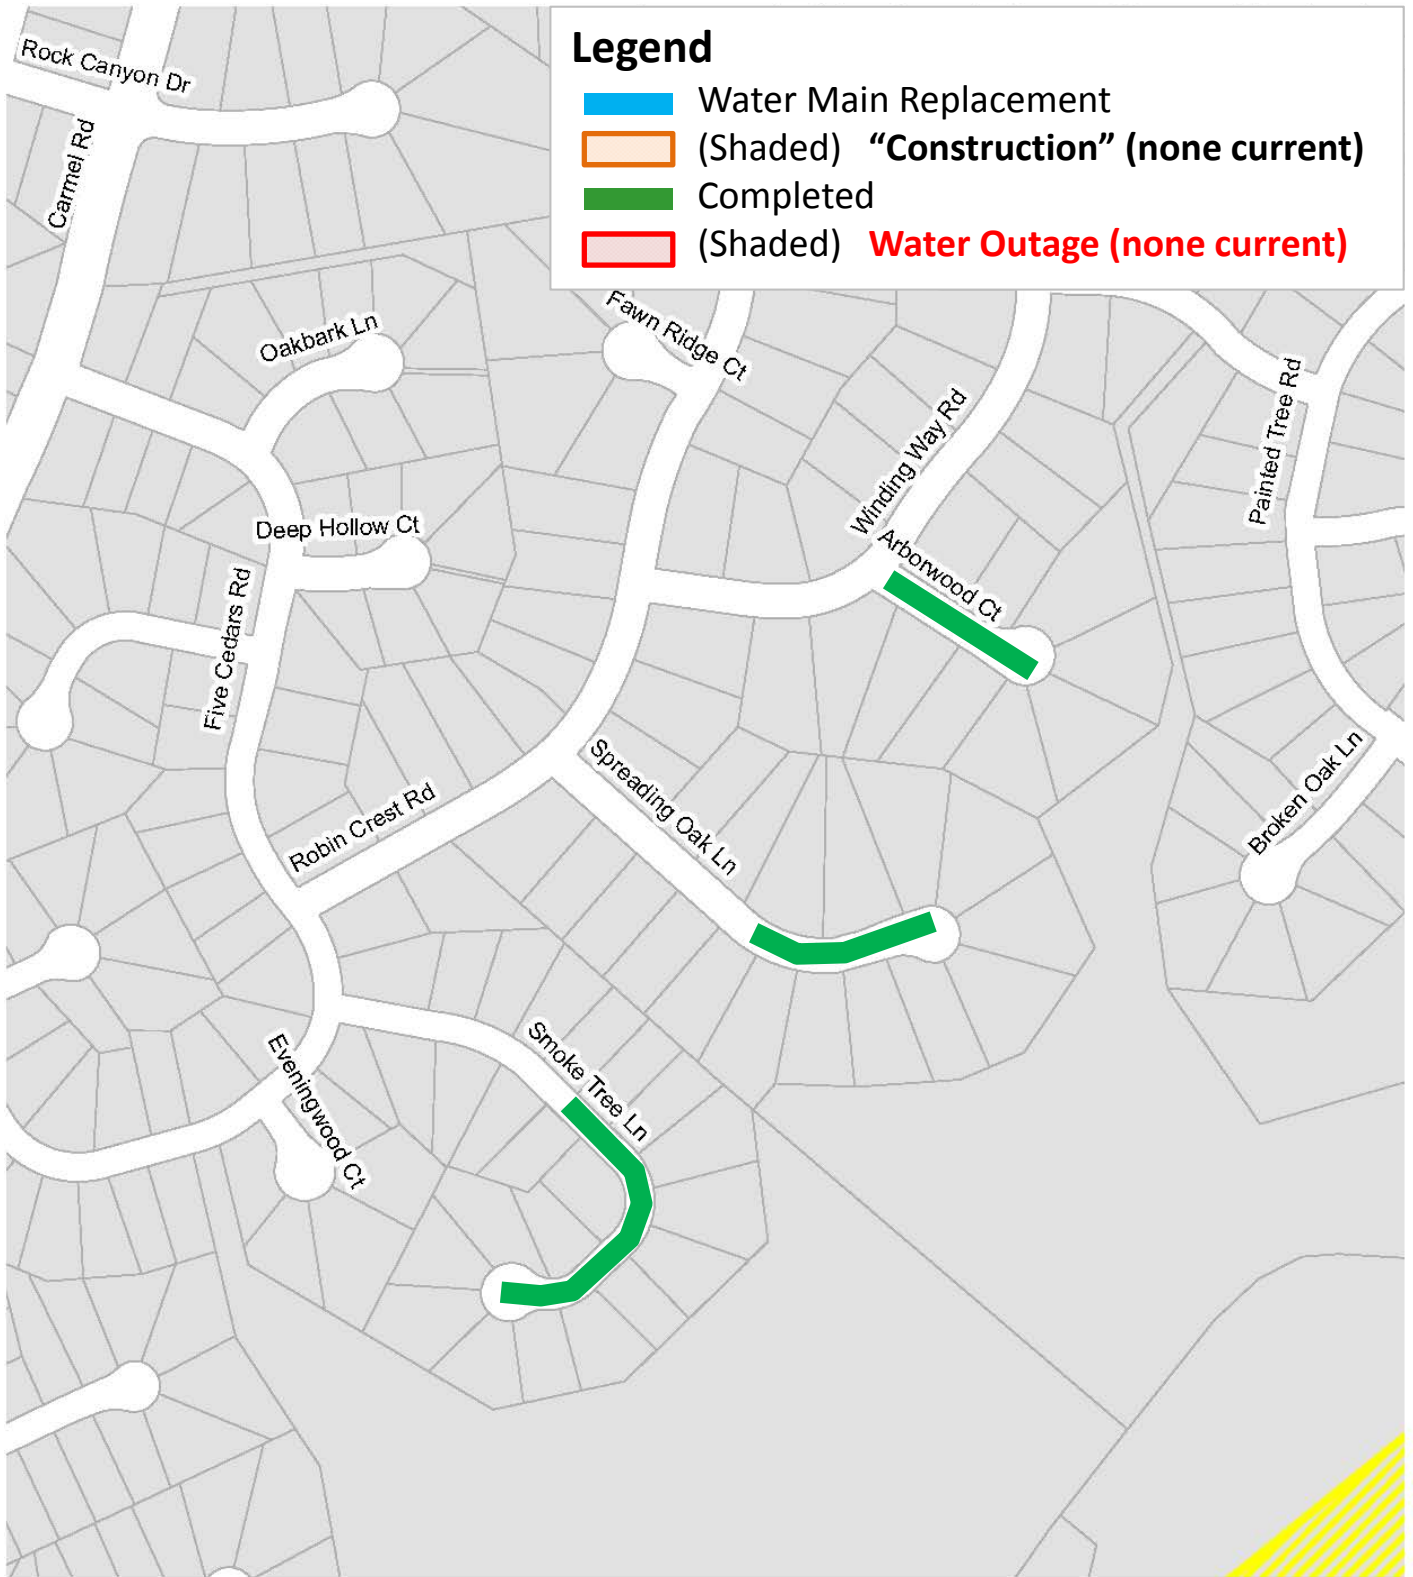 Legend
Water Main Replacement
(Shaded) “Construction” (none current)
Completed
(Shaded) Water Outage (none current)
Rock Canyon Dr
Carmel Rd
Oakbark Ln
Fawn Ridge Ct
Winding Way Rd
Painted Tree Rd
Deep Hollow Ct
Arborwood Ct
Five Cedars Rd
Spreading Oak Ln
Broken Oak Ln
Robin Crest Rd
Smoke Tree Ln
Eveningwood Ct